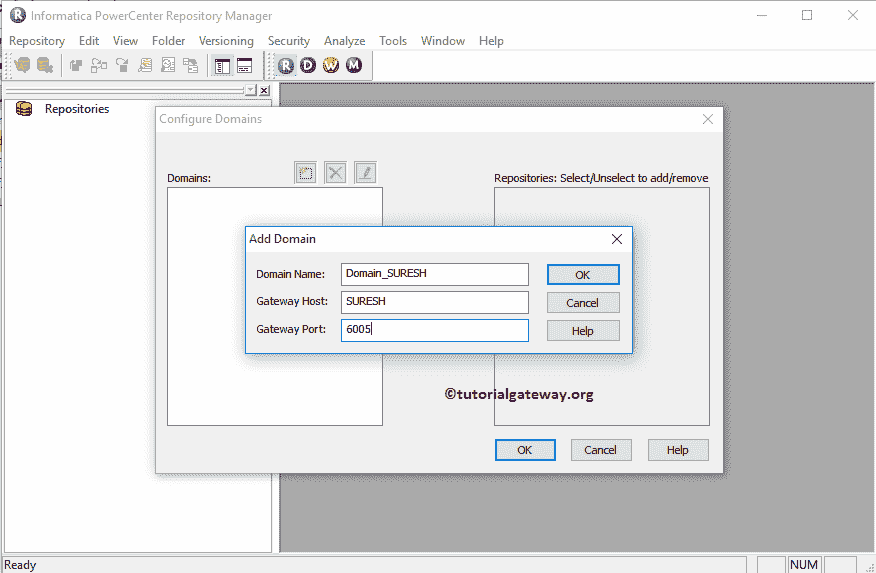 R Informatica PowerCenter Repository Manager
Repository Edit View Folder Versioning Security Analyze Tools Window Help
R D W M
Repositories
Configure Domains
Domains:
Repositories: Select/Unselect to add/remove
Add Domain
Domain Name: Domain_SURESH OK
Gateway Host: SURESH Cancel
Gateway Port: 6005 Help
©tutorialgateway.org
OK Cancel Help
Ready NUM